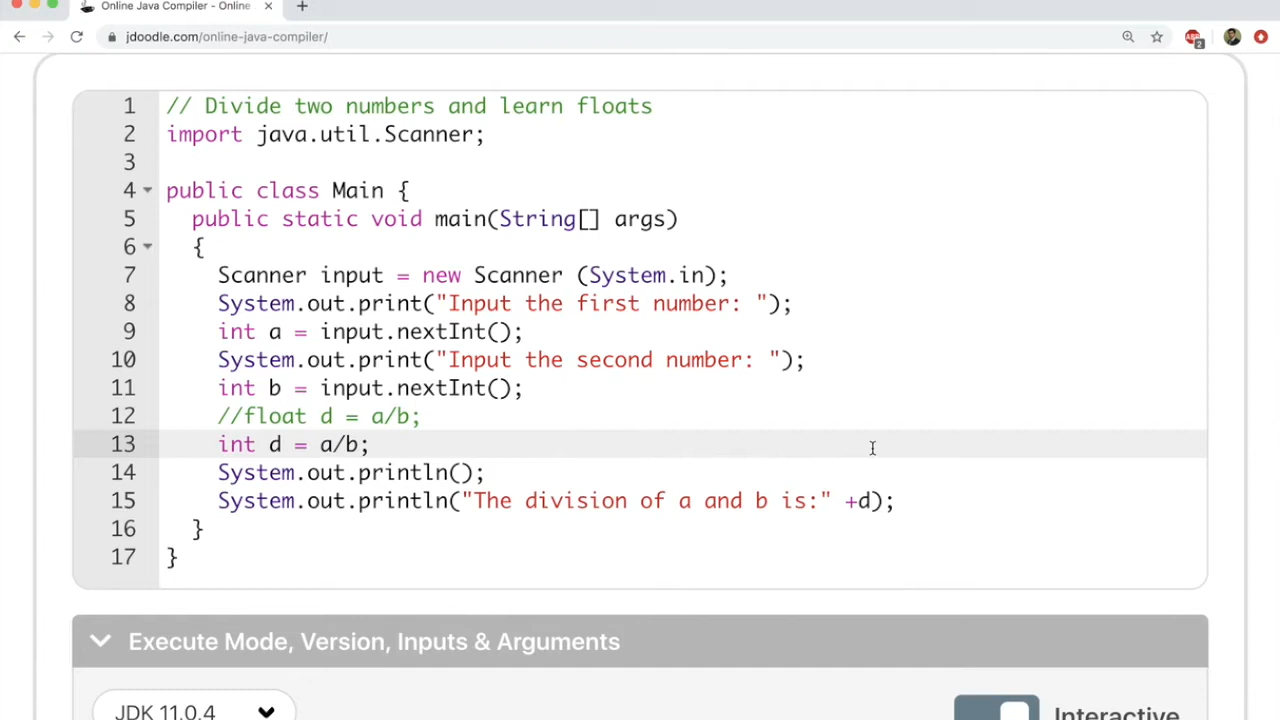 Online Java Compiler - Online
jdoodle.com/online-java-compiler/
2
1 // Divide two numbers and learn floats
2 import java.util.Scanner;
3
4 public class Main {
5 public static void main(String[] args)
6 {
7 Scanner input = new Scanner (System.in);
8 System.out.print("Input the first number: ");
9 int a = input.nextInt();
10 System.out.print("Input the second number: ");
11 int b = input.nextInt();
12 //float d = a/b;
13 int d = a/b;
14 System.out.println();
15 System.out.println("The division of a and b is:" +d);
16 }
17 }
Execute Mode, Version, Inputs & Arguments
JDK 11.0.4
Interactive